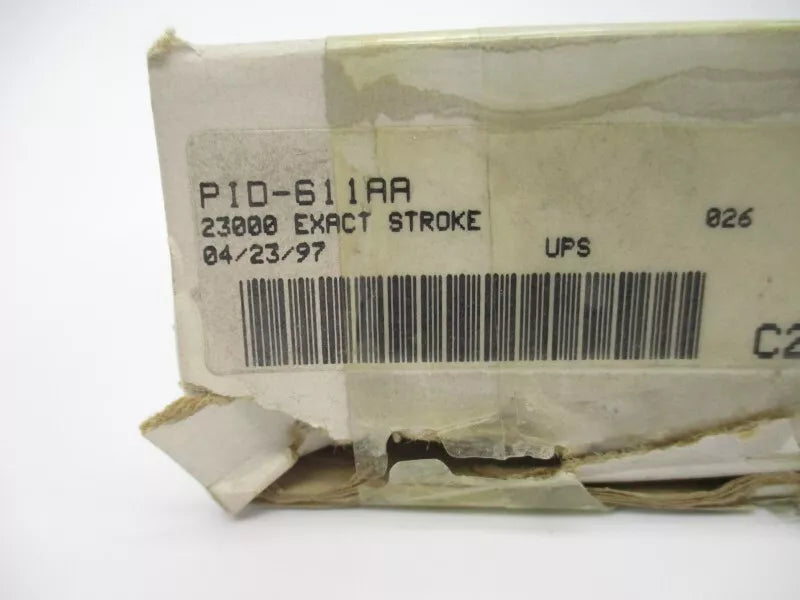 PID-611AA
23000 EXACT STROKE 026
04/23/97 UPS
C2